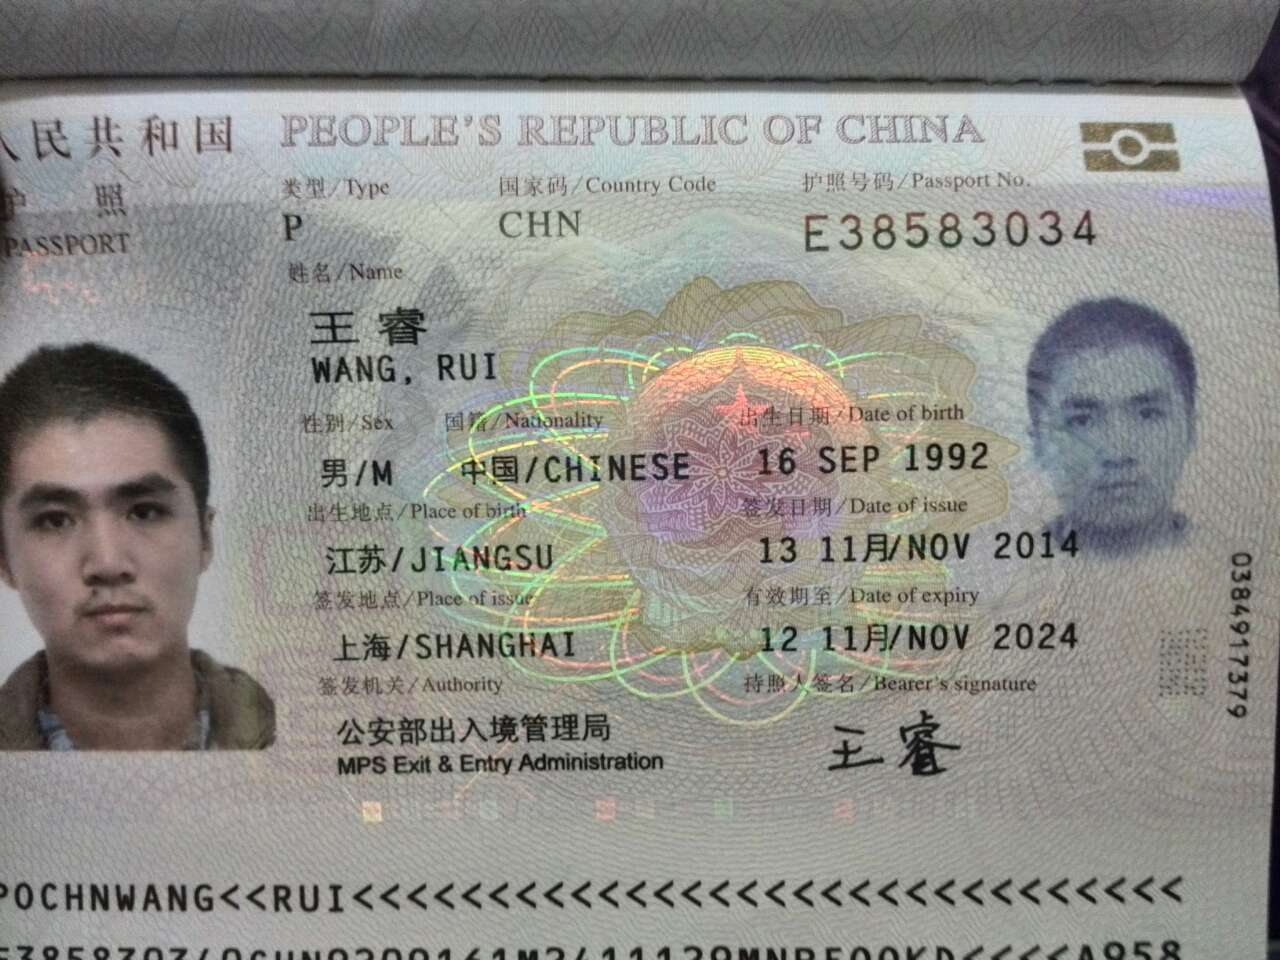 人民共和国 PEOPLE'S REPUBLIC OF CHINA
护 照 类型/Type 国家码/Country Code 护照号码/Passport No.
PASSPORT P CHN E38583034
姓名/Name
王睿
WANG, RUI
性别/Sex 国籍/Nationality 出生日期/Date of birth
男/M 中国/CHINESE 16 SEP 1992
出生地点/Place of birth 签发日期/Date of issue
江苏/JIANGSU 13 11月/NOV 2014
签发地点/Place of issue 有效期至/Date of expiry
上海/SHANGHAI 12 11月/NOV 2024
签发机关/Authority 持照人签名/Bearer's signature
公安部出入境管理局 王睿
MPS Exit & Entry Administration
0384917379
POCHNWANG<<RUI<<<<<<<<<<<<<<<<<<<<<<<<<<<<<<